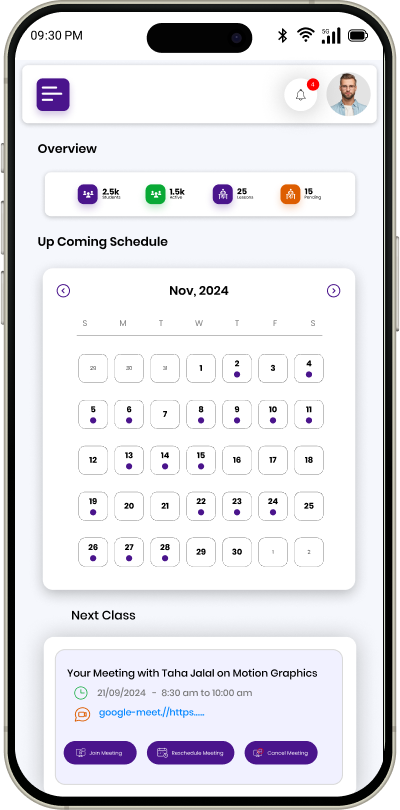 09:30 PM
5G
4
Overview
2.5k 1.5k 25 15
Students Active Lessons Pending
Up Coming Schedule
Nov, 2024
S M T W T F S
29 30 31 1 2 3 4
5 6 7 8 9 10 11
12 13 14 15 16 17 18
19 20 21 22 23 24 25
26 27 28 29 30 1 2
Next Class
Your Meeting with Taha Jalal on Motion Graphics
21/09/2024 - 8:30 am to 10:00 am
google-meet.//https.....
Join Meeting Reschedule Meeting Cancel Meeting